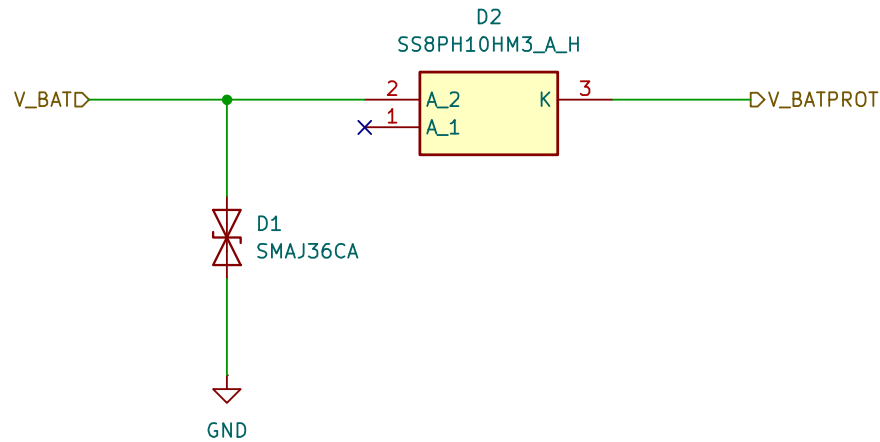 D2
SS8PH10HM3_A_H
V_BAT
2
A_2
K
3
V_BATPROT
1
A_1
D1
SMAJ36CA
GND